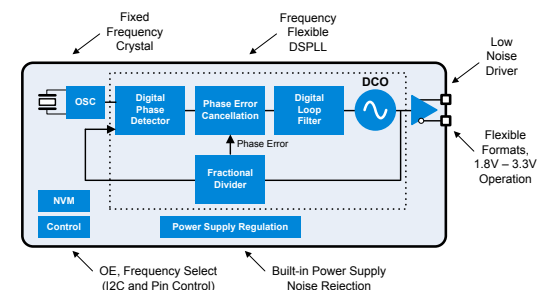 Fixed
Frequency
Crystal
Frequency
Flexible
DSPLL
Low
Noise
Driver
OSC
Digital
Phase
Detector
Phase Error
Cancellation
Digital
Loop
Filter
DCO
Phase Error
Fractional
Divider
Flexible
Formats,
1.8V – 3.3V
Operation
NVM
Control
Power Supply Regulation
OE, Frequency Select
(I2C and Pin Control)
Built-in Power Supply
Noise Rejection